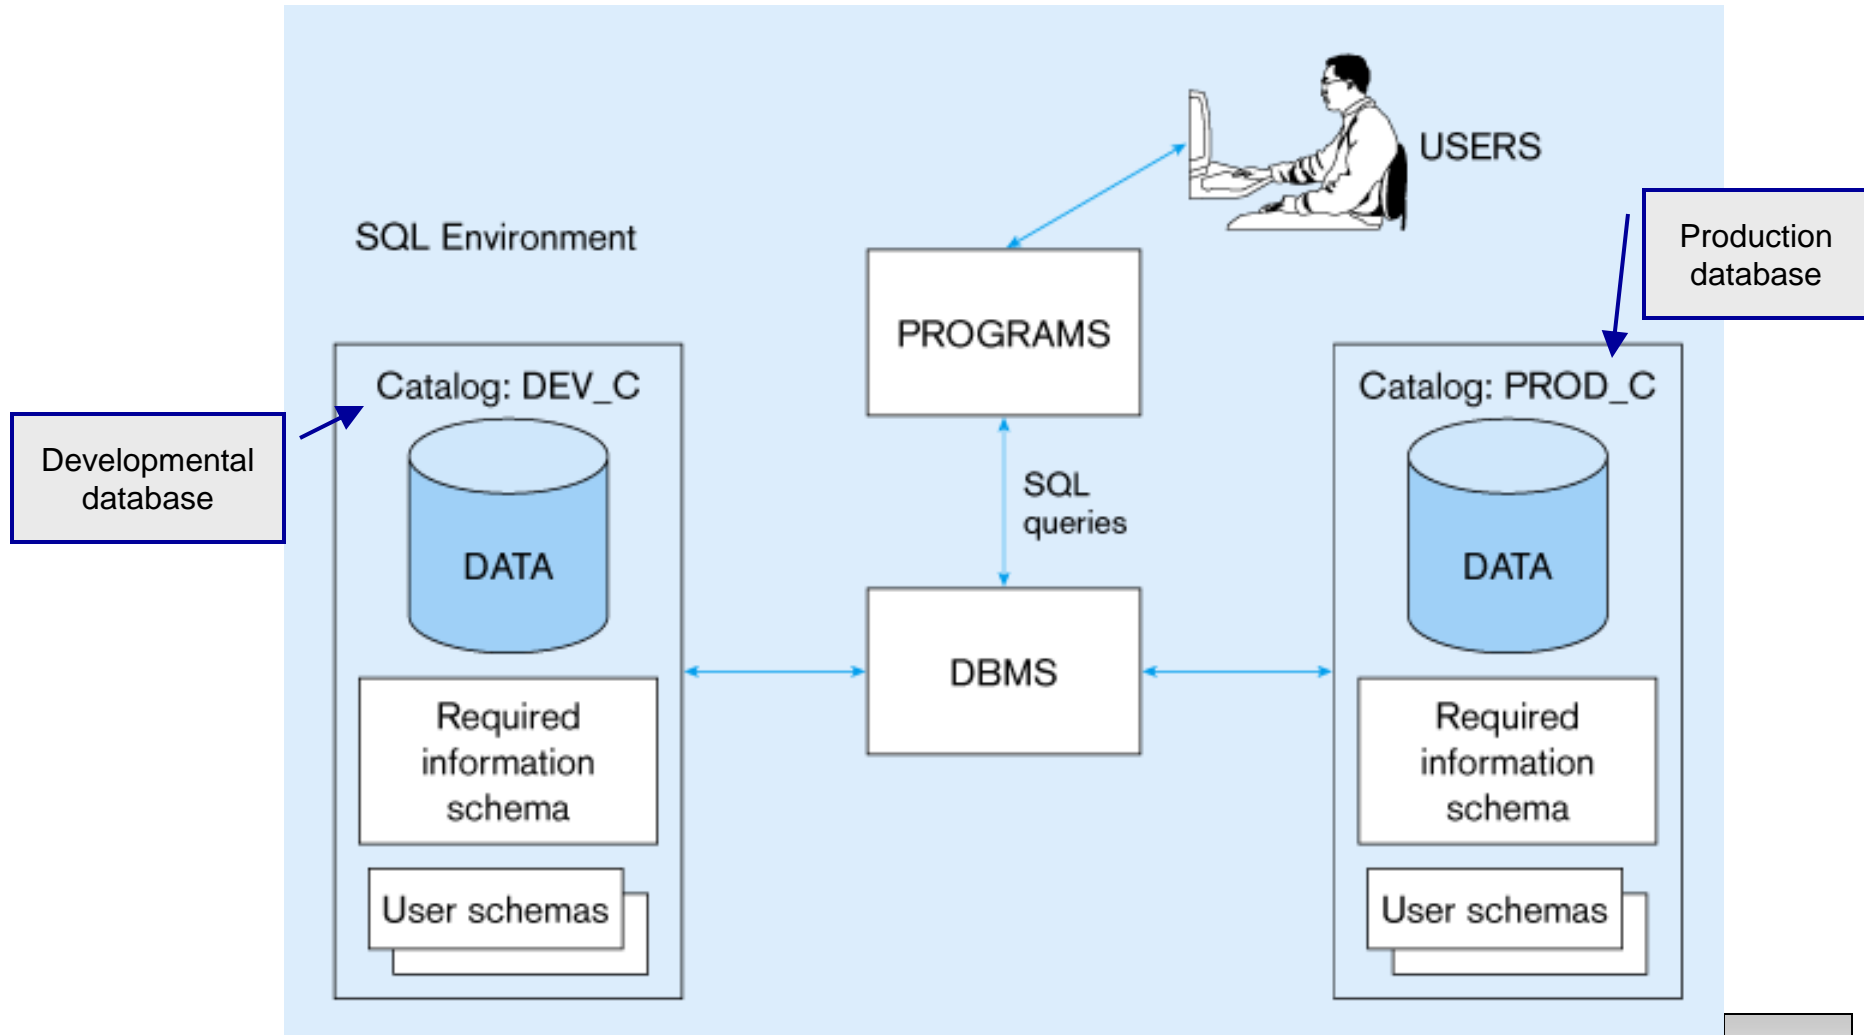 USERS
SQL Environment
Production
database
PROGRAMS
Catalog: DEV_C
Catalog: PROD_C
Developmental
database
SQL
queries
DATA
DATA
DBMS
Required
information
schema
Required
information
schema
User schemas
User schemas